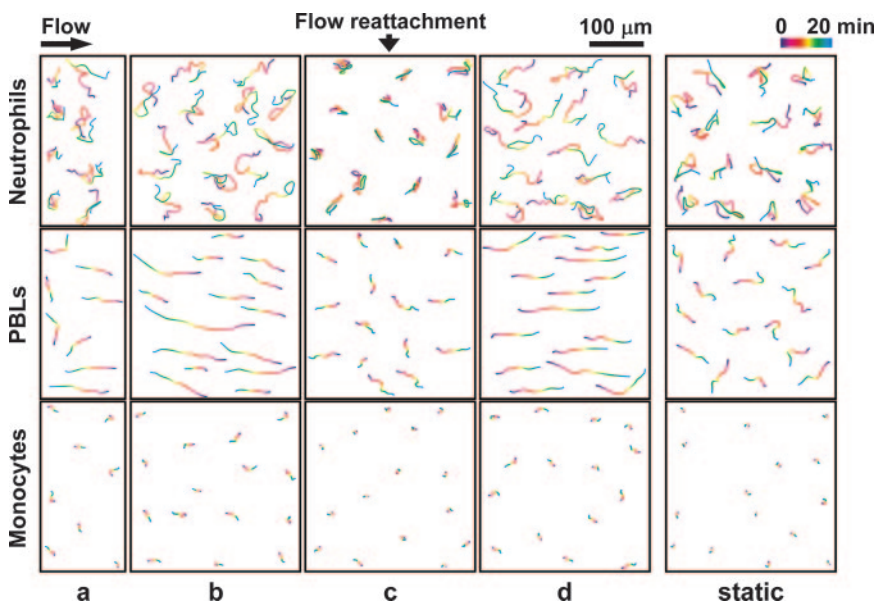 Flow reattachment
Flow
100 μm
0 20 min
Neutrophils
PBLs
Monocytes
a b c d static